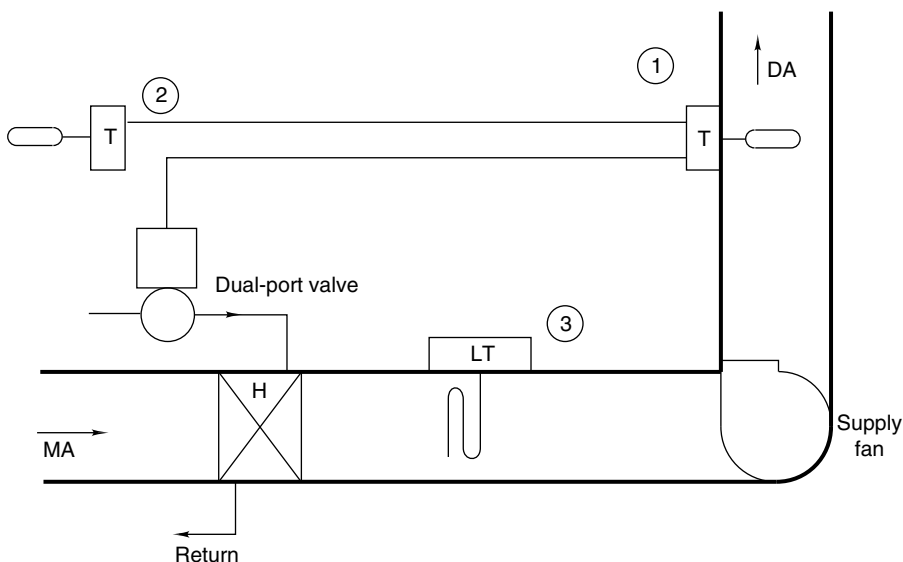 1
DA
2
T
T
Dual-port valve
3
LT
H
MA
Supply
fan
Return